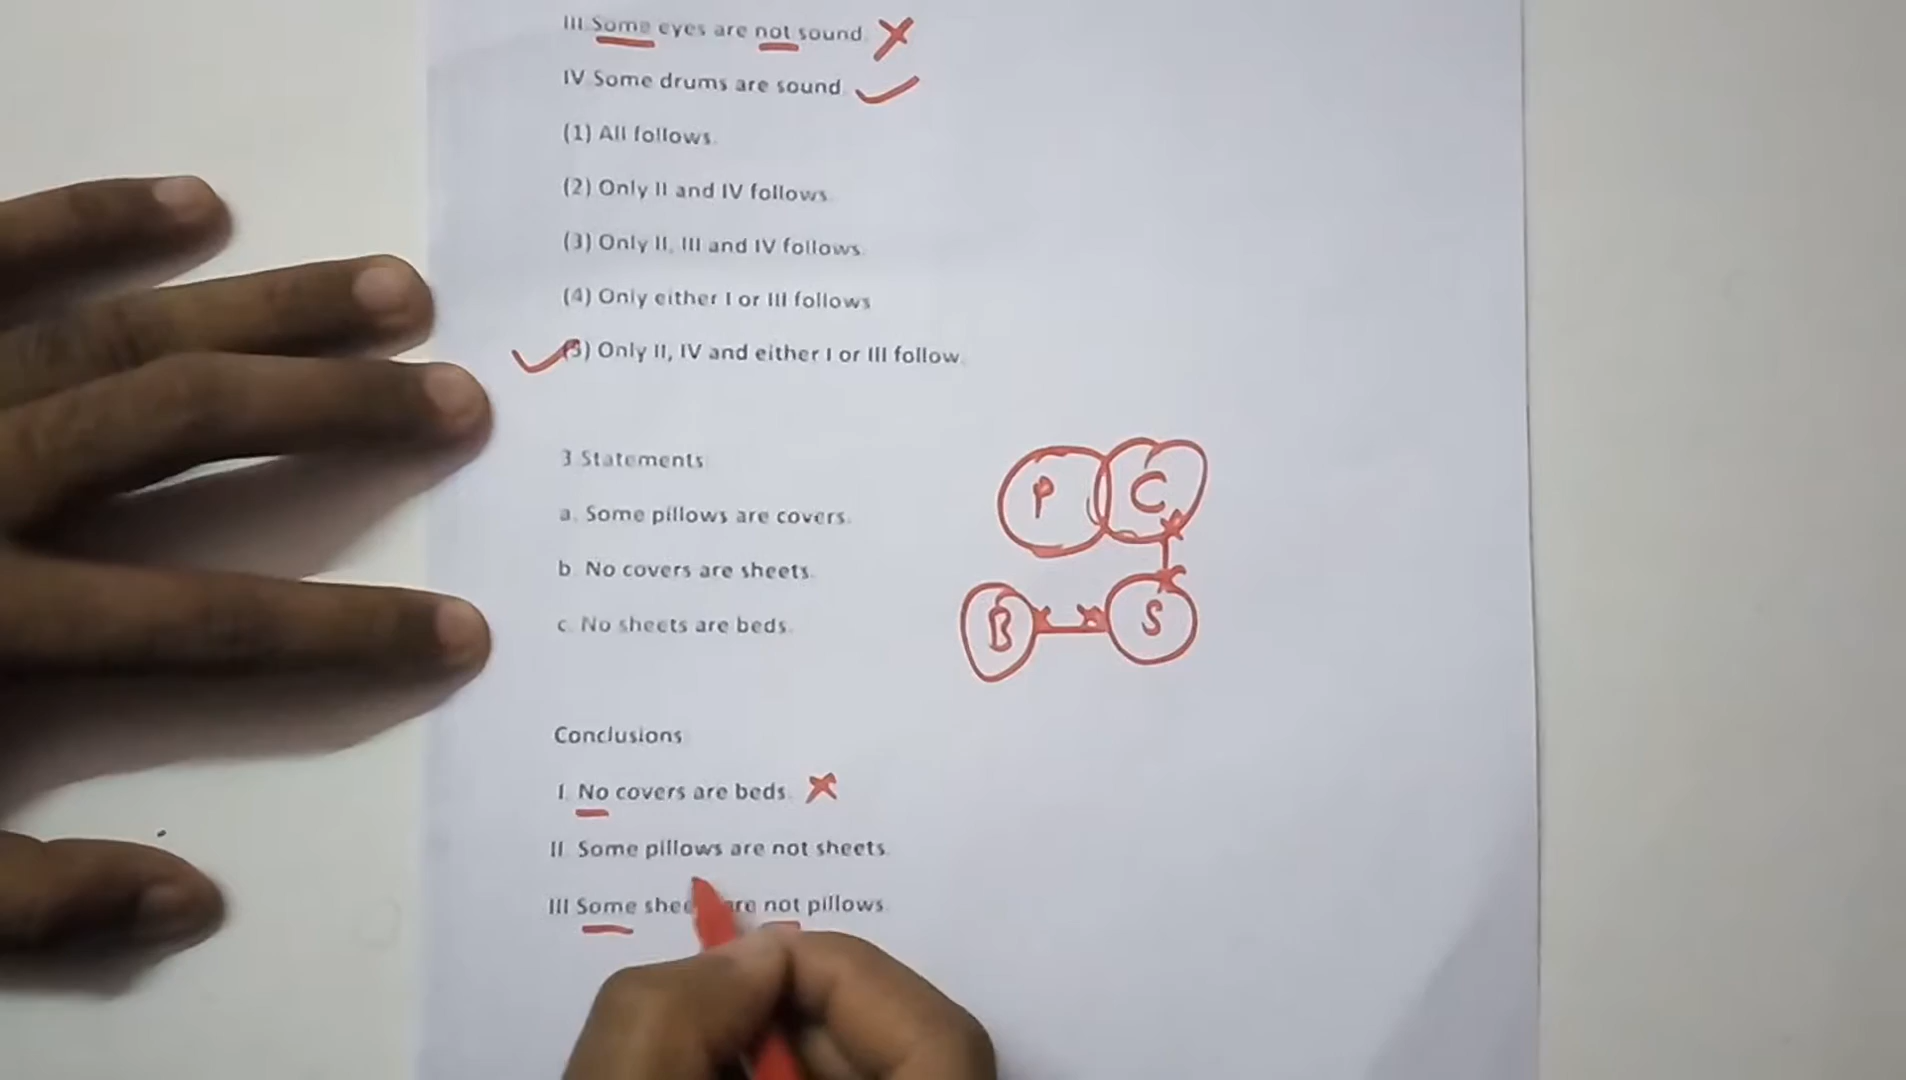 III Some eyes are not sound.
IV Some drums are sound.
(1) All follows.
(2) Only II and IV follows.
(3) Only II, III and IV follows.
(4) Only either I or III follows
(5) Only II, IV and either I or III follow.
3 Statements
a. Some pillows are covers.
b. No covers are sheets.
c. No sheets are beds.
P C
B S
Conclusions
I. No covers are beds.
II. Some pillows are not sheets.
III Some are not pillows.